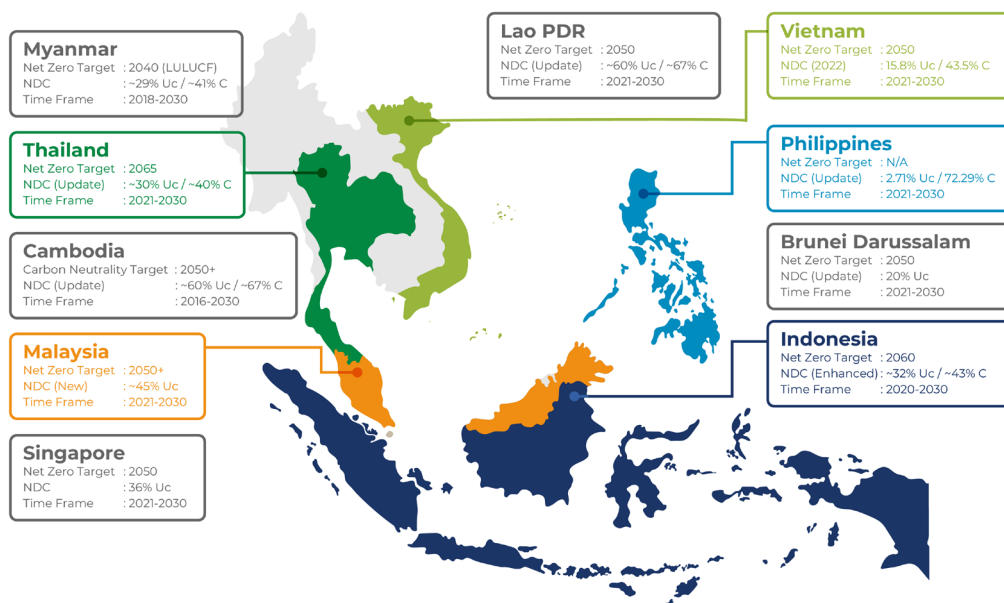 Myanmar
Net Zero Target : 2040 (LULUCF)
NDC : ~29% Uc / ~41% C
Time Frame : 2018-2030
Lao PDR
Net Zero Target : 2050
NDC (Update) : ~60% Uc / ~67% C
Time Frame : 2021-2030
Vietnam
Net Zero Target : 2050
NDC (2022) : 15.8% Uc / 43.5% C
Time Frame : 2021-2030
Thailand
Net Zero Target : 2065
NDC (Update) : ~30% Uc / ~40% C
Time Frame : 2021-2030
Philippines
Net Zero Target : N/A
NDC (Update) : 2.71% Uc / 72.29% C
Time Frame : 2021-2030
Cambodia
Carbon Neutrality Target : 2050+
NDC (Update) : ~60% Uc / ~67% C
Time Frame : 2016-2030
Brunei Darussalam
Net Zero Target : 2050
NDC (Update) : 20% Uc
Time Frame : 2021-2030
Malaysia
Net Zero Target : 2050+
NDC (New) : ~45% Uc
Time Frame : 2021-2030
Indonesia
Net Zero Target : 2060
NDC (Enhanced) : ~32% Uc / ~43% C
Time Frame : 2020-2030
Singapore
Net Zero Target : 2050
NDC : 36% Uc
Time Frame : 2021-2030